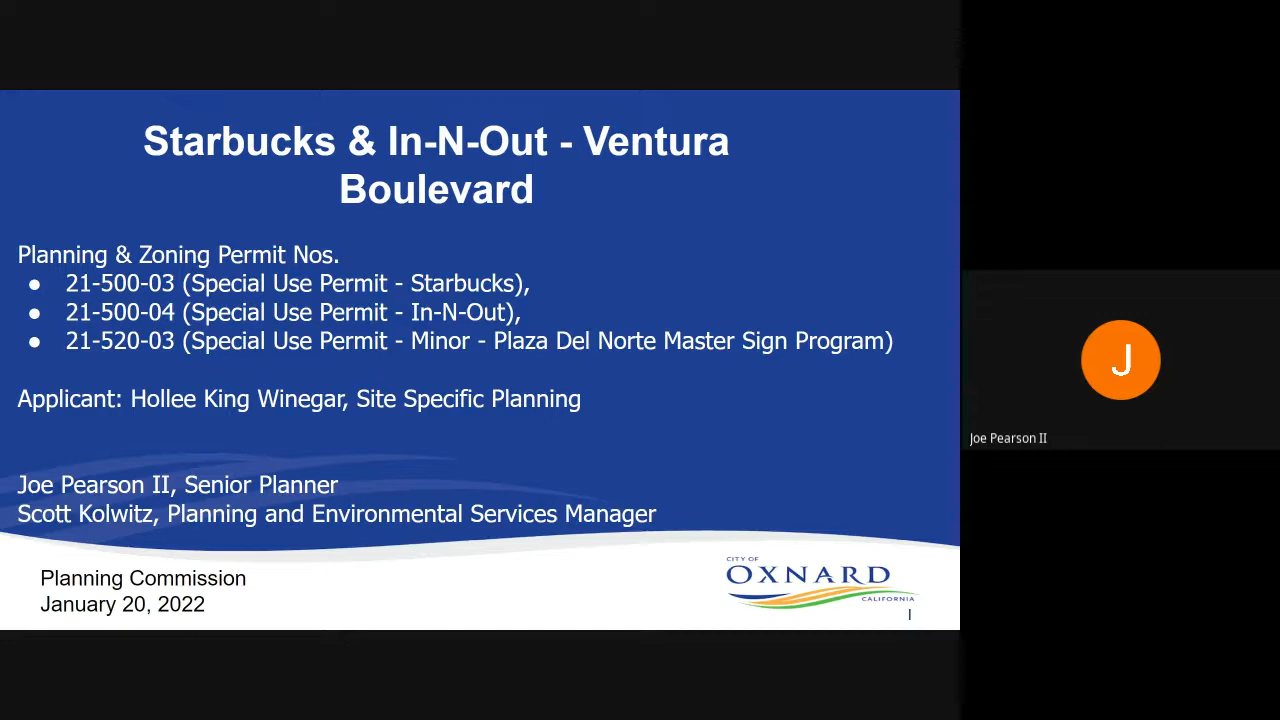 Starbucks & In-N-Out - Ventura
Boulevard
Planning & Zoning Permit Nos.
● 21-500-03 (Special Use Permit - Starbucks),
● 21-500-04 (Special Use Permit - In-N-Out),
● 21-520-03 (Special Use Permit - Minor - Plaza Del Norte Master Sign Program)
Applicant: Hollee King Winegar, Site Specific Planning
Joe Pearson II, Senior Planner
Scott Kolwitz, Planning and Environmental Services Manager
Planning Commission
January 20, 2022
CITY OF
OXNARD
CALIFORNIA
1
J
Joe Pearson II